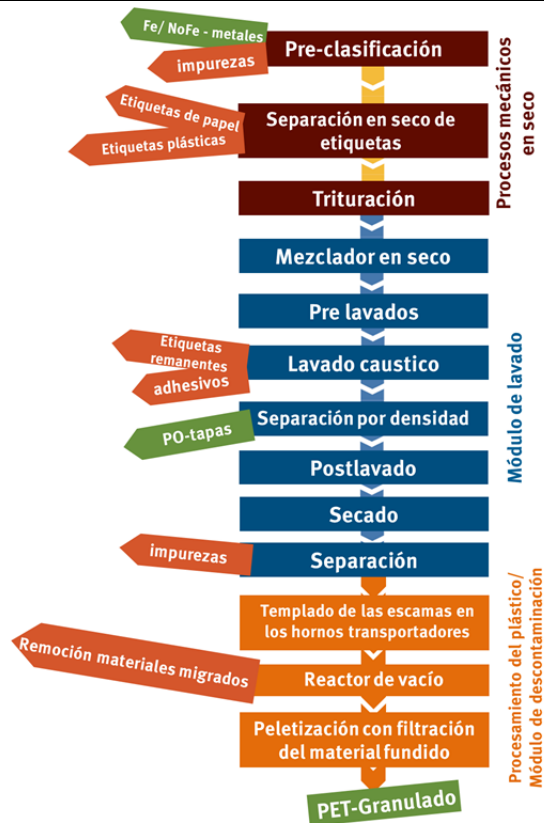 Fe/ NoFe - metales
impurezas
Pre-clasificación
Etiquetas de papel
Etiquetas plásticas
Separación en seco de
etiquetas
Trituración
Procesos mecánicos
en seco
Mezclador en seco
Pre lavados
Etiquetas
remanentes
adhesivos
Lavado caustico
PO-tapas
Separación por densidad
Postlavado
Secado
impurezas
Separación
Módulo de lavado
Templado de las escamas en
los hornos transportadores
Remoción materiales migrados
Reactor de vacío
Peletización con filtración
del material fundido
Procesamiento del plástico/
Módulo de descontaminación
PET-Granulado